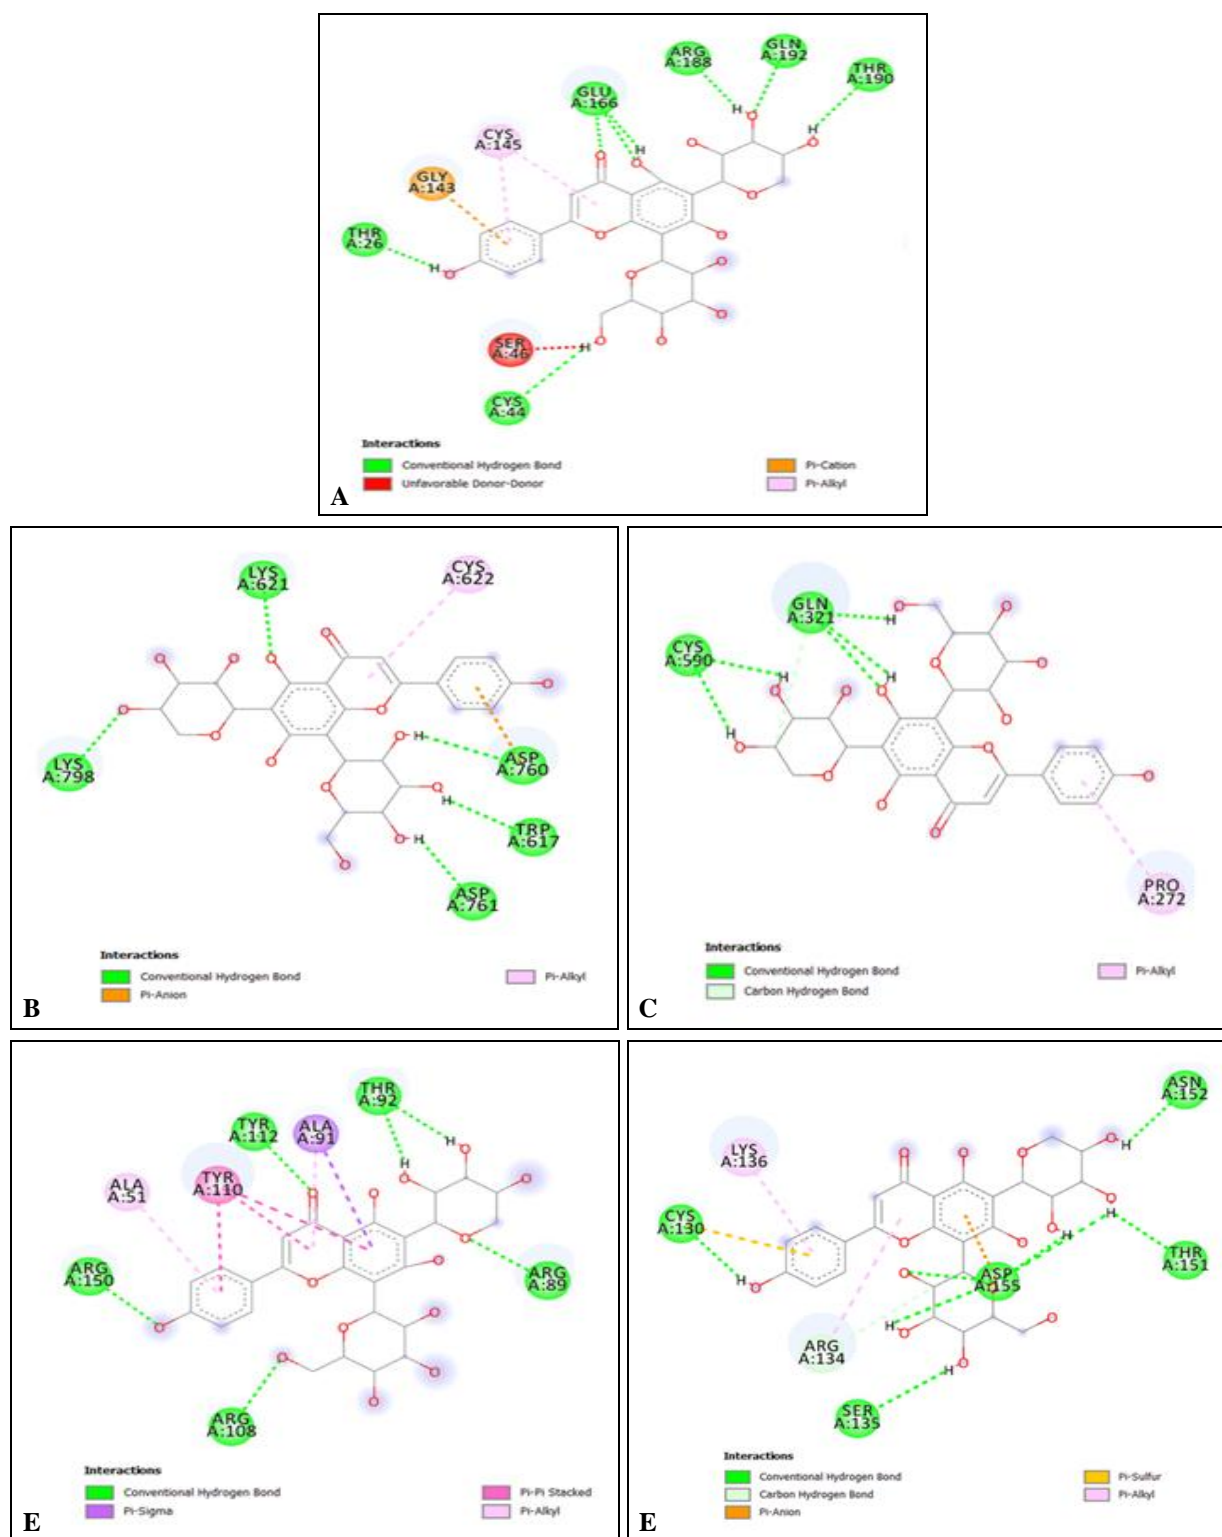 ARG
A:188
GLN
A:192
THR
A:190
GLU
A:166
CYS
A:145
GLY
A:143
THR
A:26
SER
A:46
CYS
A:44
H
O
H
O
O
H
O
H
O
O
O
O
O
H
O
O
O
O
O
H
O
O
Interactions
Conventional Hydrogen Bond
Unfavorable Donor-Donor
Pi-Cation
Pi-Alkyl
A
LYS
A:621
CYS
A:622
LYS
A:798
ASP
A:760
TRP
A:617
ASP
A:761
O
O
O
O
O
O
O
O
O
O
H
O
O
H
O
H
O
Interactions
Conventional Hydrogen Bond
Pi-Anion
Pi-Alkyl
B
GLN
A:321
CYS
A:590
PRO
A:272
O
H
O
O
O
O
H
O
H
O
O
H
O
O
O
O
O
O
Interactions
Conventional Hydrogen Bond
Carbon Hydrogen Bond
Pi-Alkyl
C
THR
A:92
TYR
A:112
ALA
A:91
TYR
A:110
ALA
A:51
ARG
A:150
ARG
A:89
ARG
A:108
H
O
H
O
O
O
O
O
O
O
O
O
O
O
O
O
Interactions
Conventional Hydrogen Bond
Pi-Sigma
Pi-Pi Stacked
Pi-Alkyl
E
ASN
A:152
LYS
A:136
CYS
A:130
THR
A:151
ASP
A:155
ARG
A:134
SER
A:135
O
O
O
O
H
O
H
O
H
O
O
H
O
O
O
H
O
O
H
O
Interactions
Conventional Hydrogen Bond
Carbon Hydrogen Bond
Pi-Anion
Pi-Sulfur
Pi-Alkyl
E